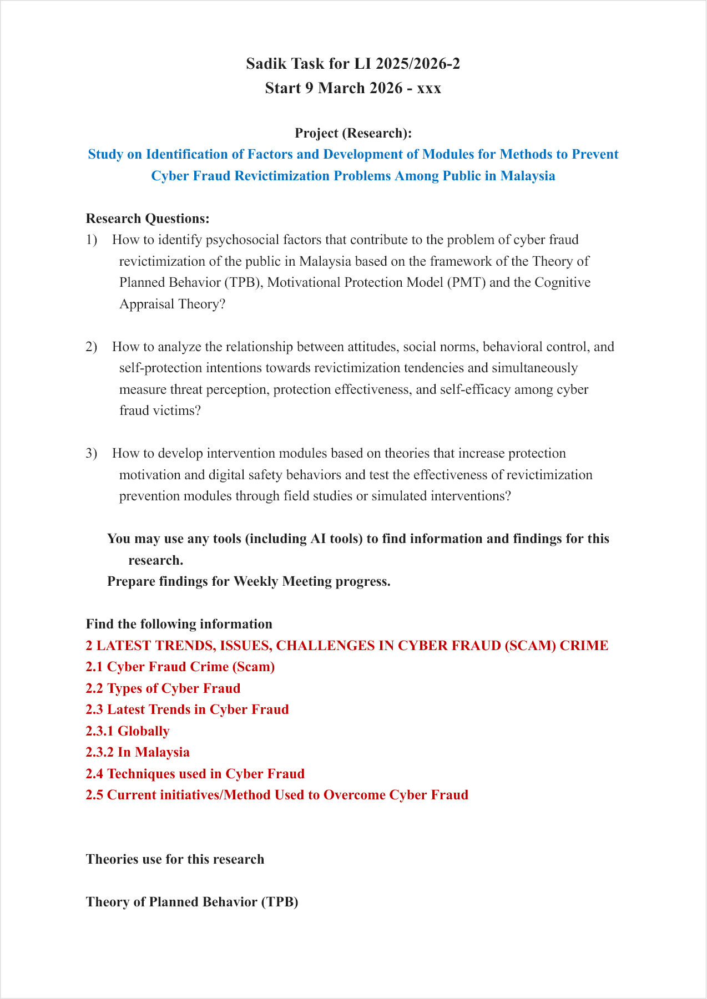 Sadik Task for LI 2025/2026-2
Start 9 March 2026 - xxx
Project (Research):
Study on Identification of Factors and Development of Modules for Methods to Prevent
Cyber Fraud Revictimization Problems Among Public in Malaysia
Research Questions:
1) How to identify psychosocial factors that contribute to the problem of cyber fraud
revictimization of the public in Malaysia based on the framework of the Theory of
Planned Behavior (TPB), Motivational Protection Model (PMT) and the Cognitive
Appraisal Theory?
2) How to analyze the relationship between attitudes, social norms, behavioral control, and
self-protection intentions towards revictimization tendencies and simultaneously
measure threat perception, protection effectiveness, and self-efficacy among cyber
fraud victims?
3) How to develop intervention modules based on theories that increase protection
motivation and digital safety behaviors and test the effectiveness of revictimization
prevention modules through field studies or simulated interventions?
You may use any tools (including AI tools) to find information and findings for this
research.
Prepare findings for Weekly Meeting progress.
Find the following information
2 LATEST TRENDS, ISSUES, CHALLENGES IN CYBER FRAUD (SCAM) CRIME
2.1 Cyber Fraud Crime (Scam)
2.2 Types of Cyber Fraud
2.3 Latest Trends in Cyber Fraud
2.3.1 Globally
2.3.2 In Malaysia
2.4 Techniques used in Cyber Fraud
2.5 Current initiatives/Method Used to Overcome Cyber Fraud
Theories use for this research
Theory of Planned Behavior (TPB)